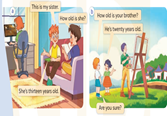 This is my sister.
How old is she?
She's thirteen years old.
How old is your brother?
He's twenty years old.
Are you sure?